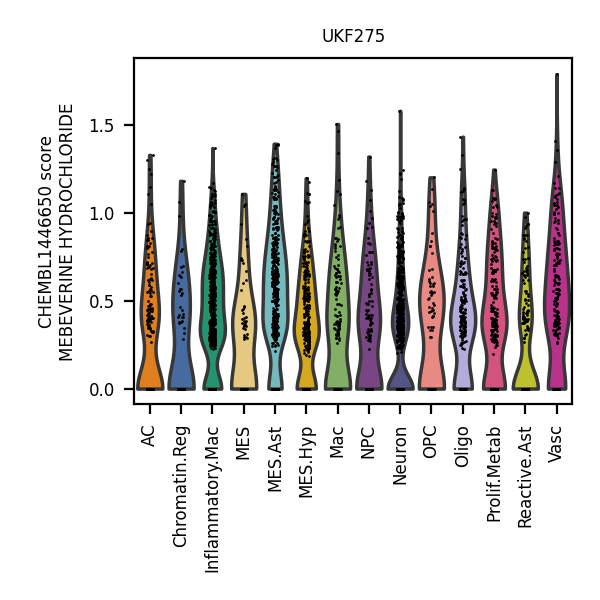 UKF275
CHEMBL1446650 score
MEBEVERINE HYDROCHLORIDE
1.5
1.0
0.5
0.0
AC
Chromatin.Reg
Inflammatory.Mac
MES
MES.Ast
MES.Hyp
Mac
NPC
Neuron
OPC
Oligo
Prolif.Metab
Reactive.Ast
Vasc